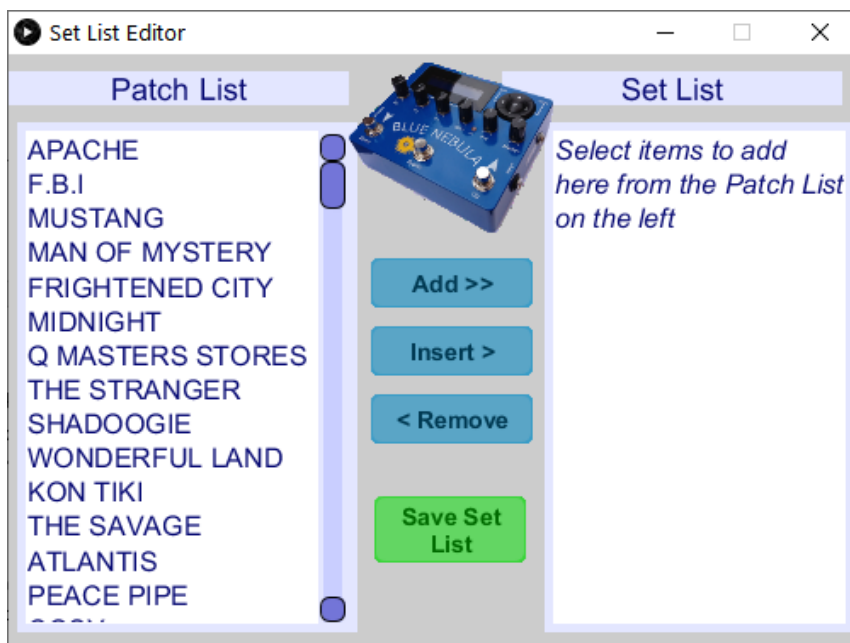 Set List Editor
Patch List
Set List
BLUE NEBULA
APACHE
F.B.I
MUSTANG
MAN OF MYSTERY
FRIGHTENED CITY
MIDNIGHT
Q MASTERS STORES
THE STRANGER
SHADOOGIE
WONDERFUL LAND
KON TIKI
THE SAVAGE
ATLANTIS
PEACE PIPE
Add >>
Insert >
< Remove
Save Set
List
Select items to add
here from the Patch List
on the left